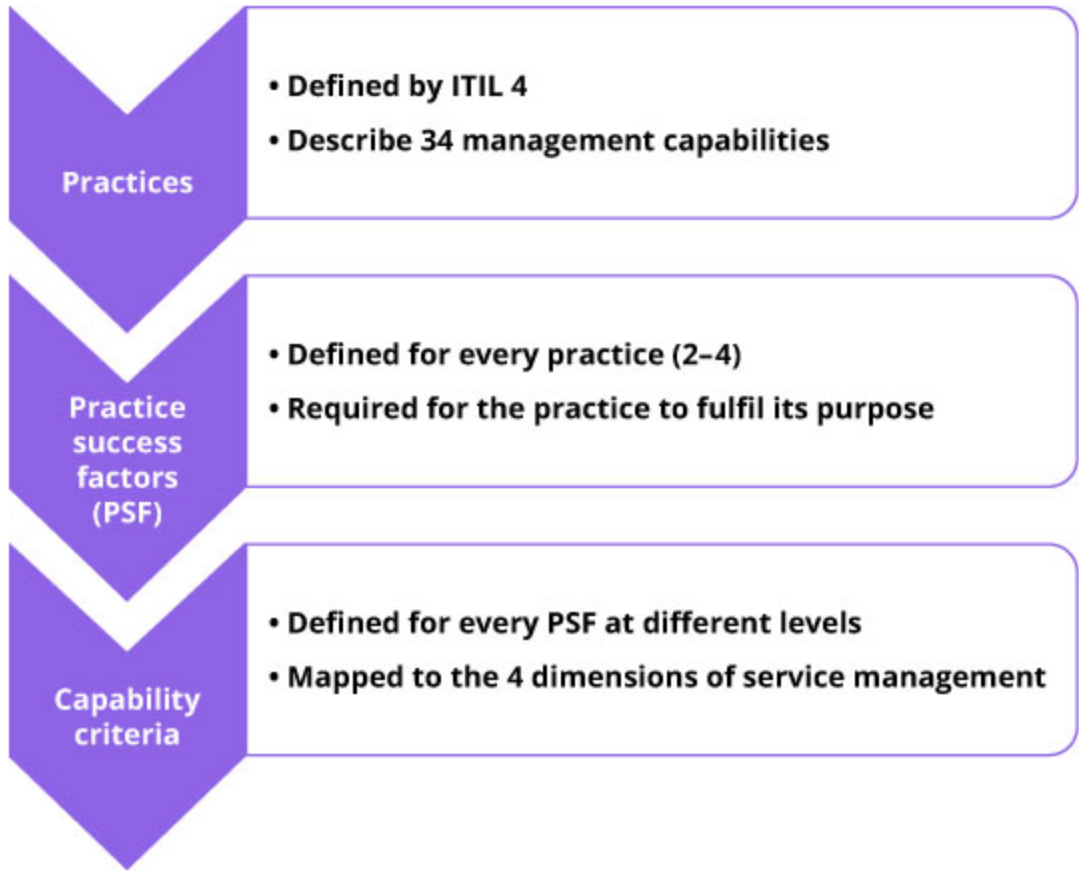 Practices
• Defined by ITIL 4
• Describe 34 management capabilities
Practice
success
factors
(PSF)
• Defined for every practice (2–4)
• Required for the practice to fulfil its purpose
Capability
criteria
• Defined for every PSF at different levels
• Mapped to the 4 dimensions of service management